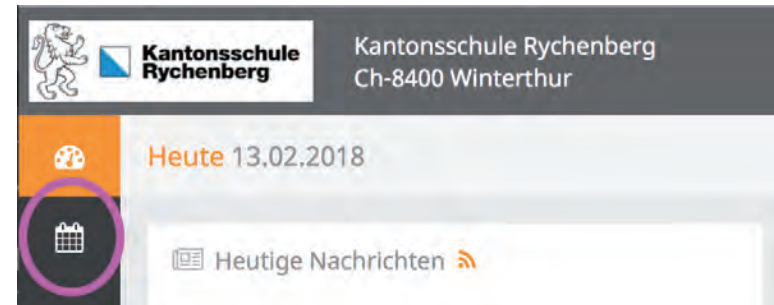 Kantonsschule
Rychenberg
Kantonsschule Rychenberg
Ch-8400 Winterthur
Heute 13.02.2018
Heutige Nachrichten